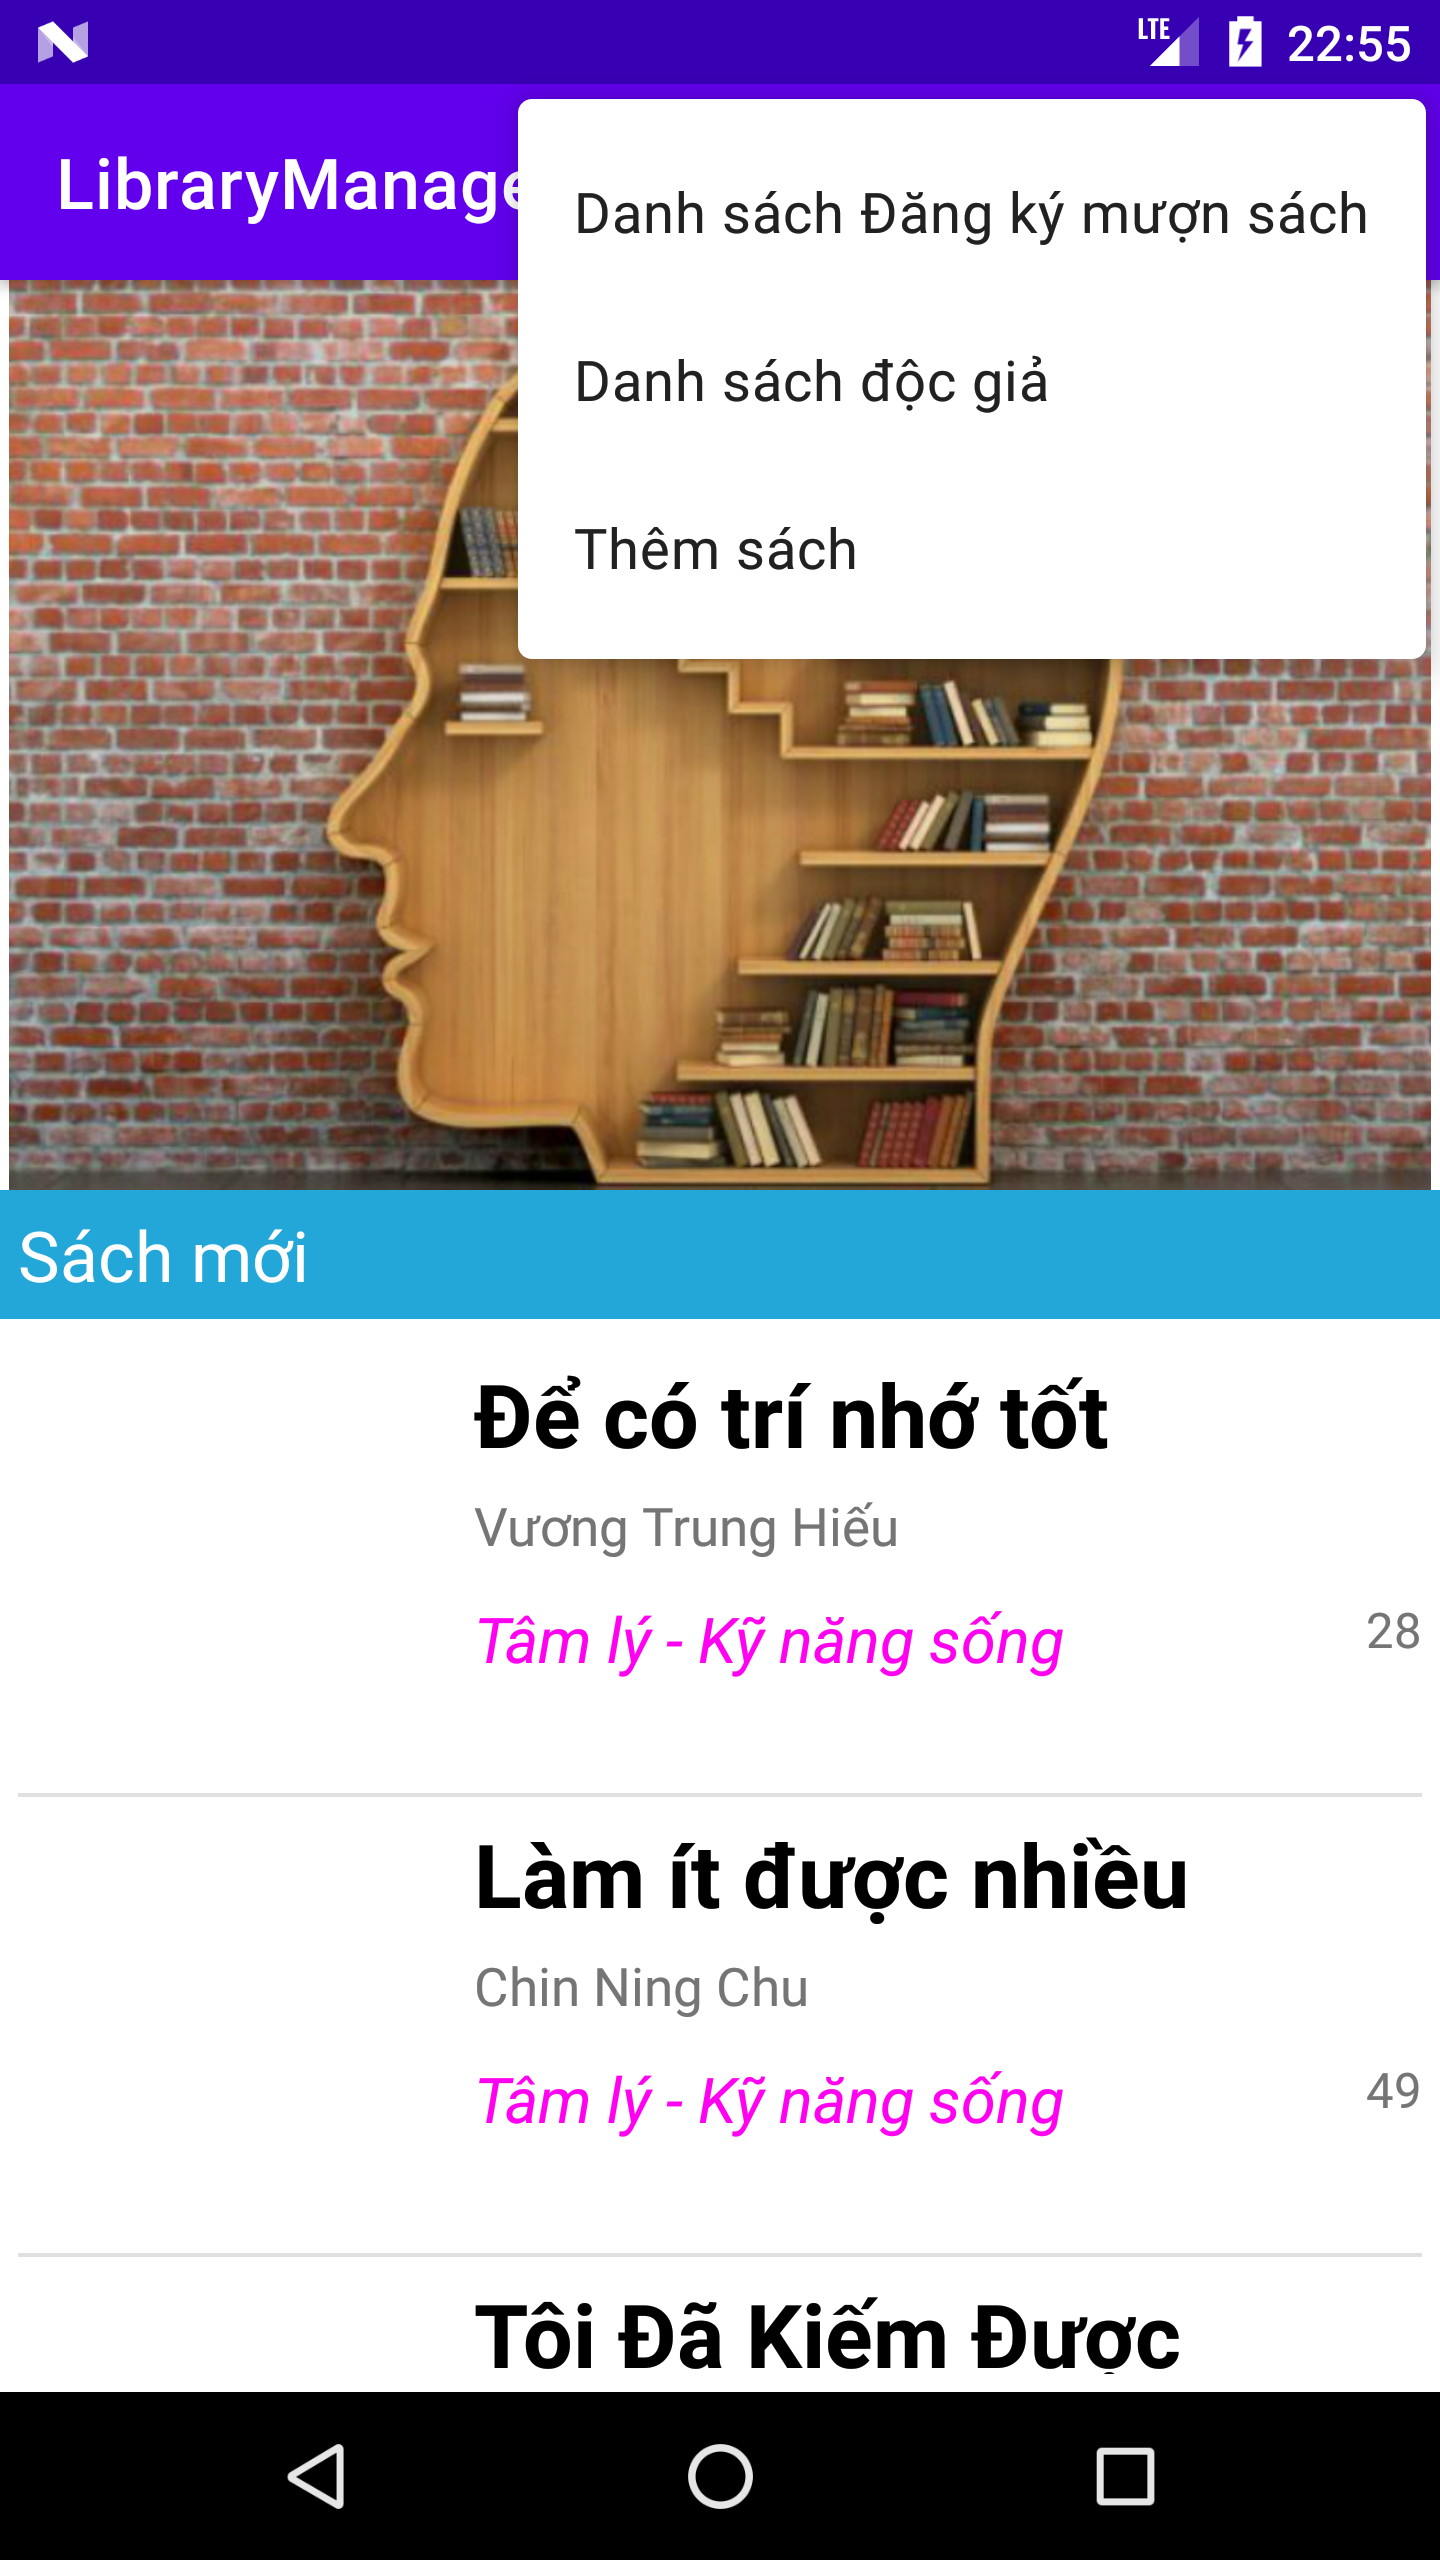 LTE 22:55
LibraryManage
Danh sách Đăng ký mượn sách
Danh sách độc giả
Thêm sách
Sách mới
Để có trí nhớ tốt
Vương Trung Hiếu
Tâm lý - Kỹ năng sống
28
Làm ít được nhiều
Chin Ning Chu
Tâm lý - Kỹ năng sống
49
Tôi Đã Kiếm Được